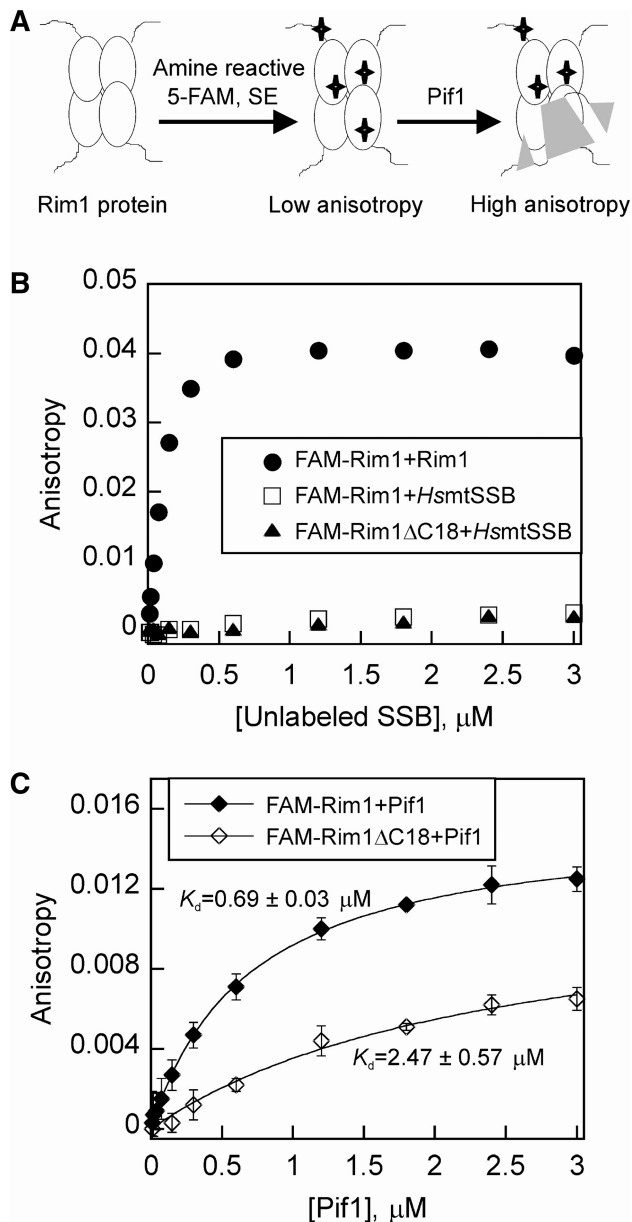 A
Amine reactive
5-FAM, SE
Pif1
Rim1 protein
Low anisotropy
High anisotropy
B
0.05
0.04
0.03
0.02
0.01
0
Anisotropy
FAM-Rim1+Rim1
FAM-Rim1+HsmtSSB
FAM-Rim1ΔC18+HsmtSSB
0 0.5 1 1.5 2 2.5 3
[Unlabeled SSB], μM
C
0.016
0.012
0.008
0.004
0
Anisotropy
FAM-Rim1+Pif1
FAM-Rim1ΔC18+Pif1
Kd=0.69 ± 0.03 μM
Kd=2.47 ± 0.57 μM
0 0.5 1 1.5 2 2.5 3
[Pif1], μM